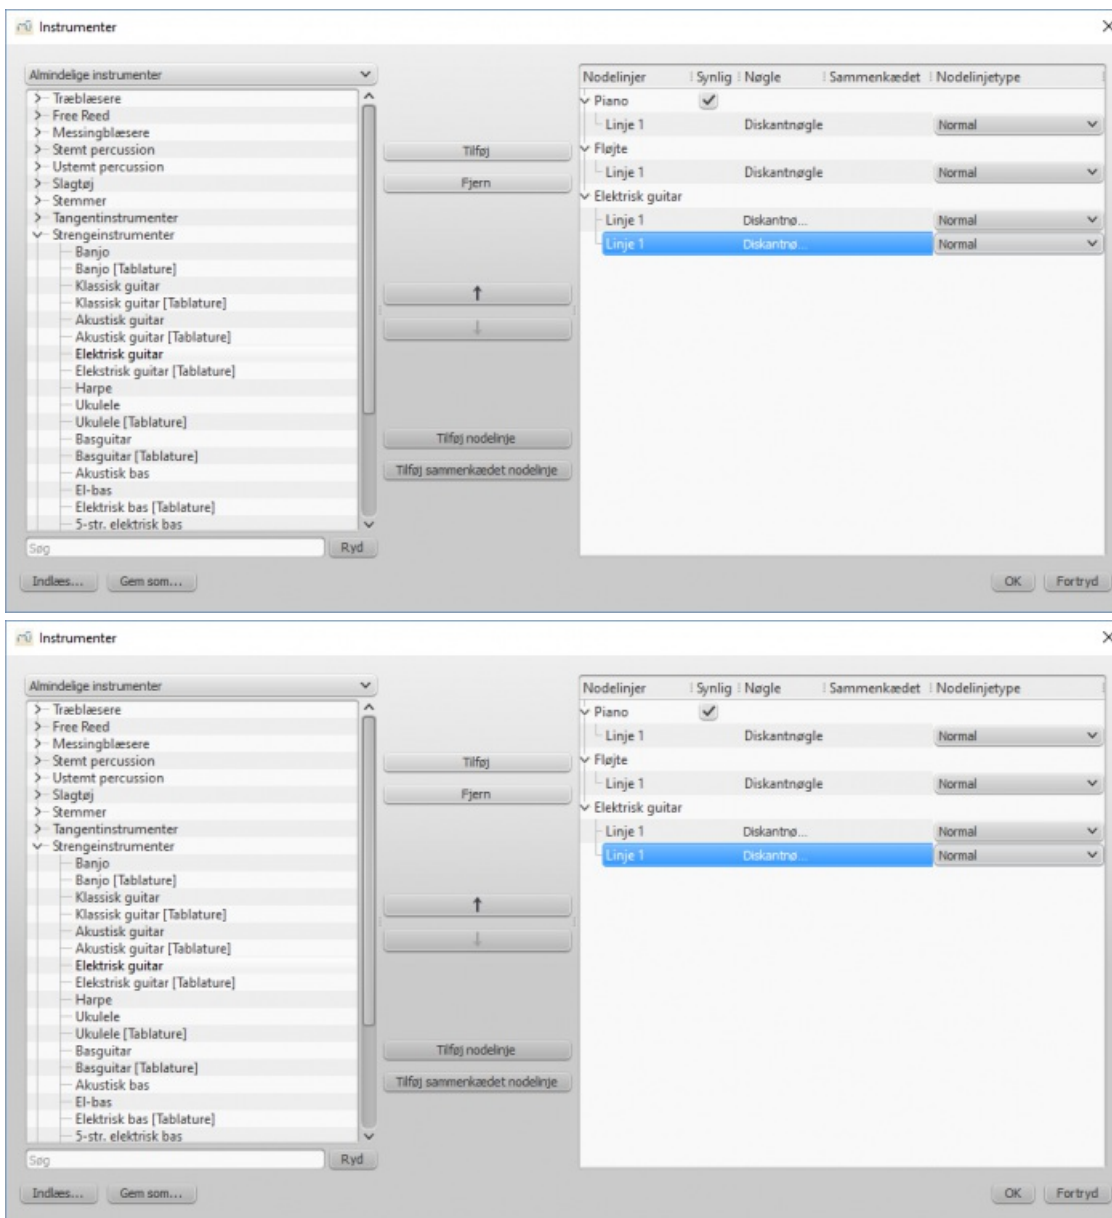 Instrumenter
Almindelige instrumenter
Træblæsere
Free Reed
Messingblæsere
Stemt percussion
Ustemt percussion
Slagtøj
Stemmer
Tangentinstrumenter
Strengeinstrumenter
Banjo
Banjo [Tablature]
Klassisk guitar
Klassisk guitar [Tablature]
Akustisk guitar
Akustisk guitar [Tablature]
Elektrisk guitar
Elekstrisk guitar [Tablature]
Harpe
Ukulele
Ukulele [Tablature]
Basguitar
Basguitar [Tablature]
Akustisk bas
El-bas
Elektrisk bas [Tablature]
5-str. elektrisk bas
Søg Ryd
Indlæs... Gem som...
Tilføj
Fjern
Tilføj nodelinje
Tilføj sammenkædet nodelinje
Nodelinjer Synlig Nøgle Sammenkædet Nodelinjetype
Piano
Linje 1 Diskantnøgle Normal
Fløjte
Linje 1 Diskantnøgle Normal
Elektrisk guitar
Linje 1 Diskantnø... Normal
Linje 1 Diskantnø... Normal
OK Fortryd
Instrumenter
Almindelige instrumenter
Træblæsere
Free Reed
Messingblæsere
Stemt percussion
Ustemt percussion
Slagtøj
Stemmer
Tangentinstrumenter
Strengeinstrumenter
Banjo
Banjo [Tablature]
Klassisk guitar
Klassisk guitar [Tablature]
Akustisk guitar
Akustisk guitar [Tablature]
Elektrisk guitar
Elekstrisk guitar [Tablature]
Harpe
Ukulele
Ukulele [Tablature]
Basguitar
Basguitar [Tablature]
Akustisk bas
El-bas
Elektrisk bas [Tablature]
5-str. elektrisk bas
Søg Ryd
Indlæs... Gem som...
Tilføj
Fjern
Tilføj nodelinje
Tilføj sammenkædet nodelinje
Nodelinjer Synlig Nøgle Sammenkædet Nodelinjetype
Piano
Linje 1 Diskantnøgle Normal
Fløjte
Linje 1 Diskantnøgle Normal
Elektrisk guitar
Linje 1 Diskantnø... Normal
Linje 1 Diskantnø... Normal
OK Fortryd